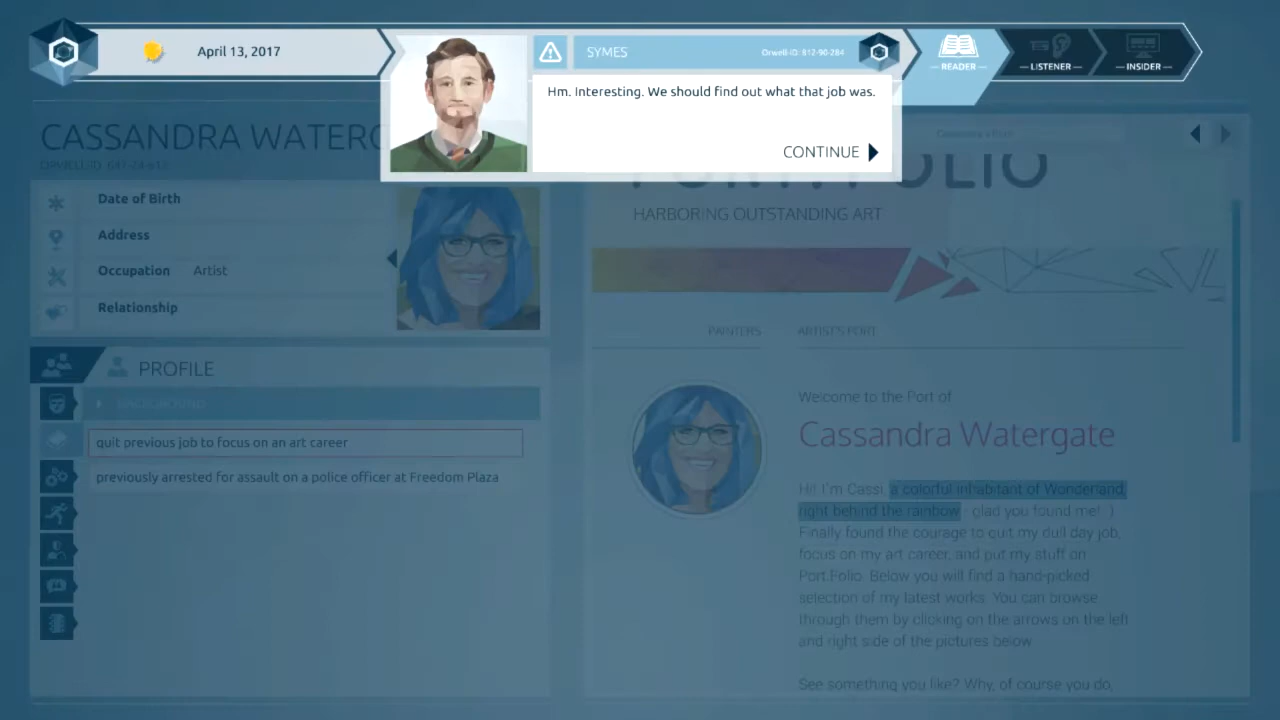 April 13, 2017
SYMES
Orwell-ID: 812-90-284
Hm. Interesting. We should find out what that job was.
CONTINUE
READER
LISTENER
INSIDER
CASSANDRA WATERG
Date of Birth
Address
Occupation Artist
Relationship
PROFILE
BACKGROUND
quit previous job to focus on an art career
previously arrested for assault on a police officer at Freedom Plaza
HARBORING OUTSTANDING ART
PAINTERS
ARTIST'S PORT
Welcome to the Port of
Cassandra Watergate
Hi! I'm Cassi, a colorful inhabitant of Wonderland,
right behind the rainbow - glad you found me! :)
Finally found the courage to quit my dull day job,
focus on my art career, and put my stuff on
Port.Folio. Below you will find a hand-picked
selection of my latest works. You can browse
through them by clicking on the arrows on the left
and right side of the pictures below.
See something you like? Why, of course you do,